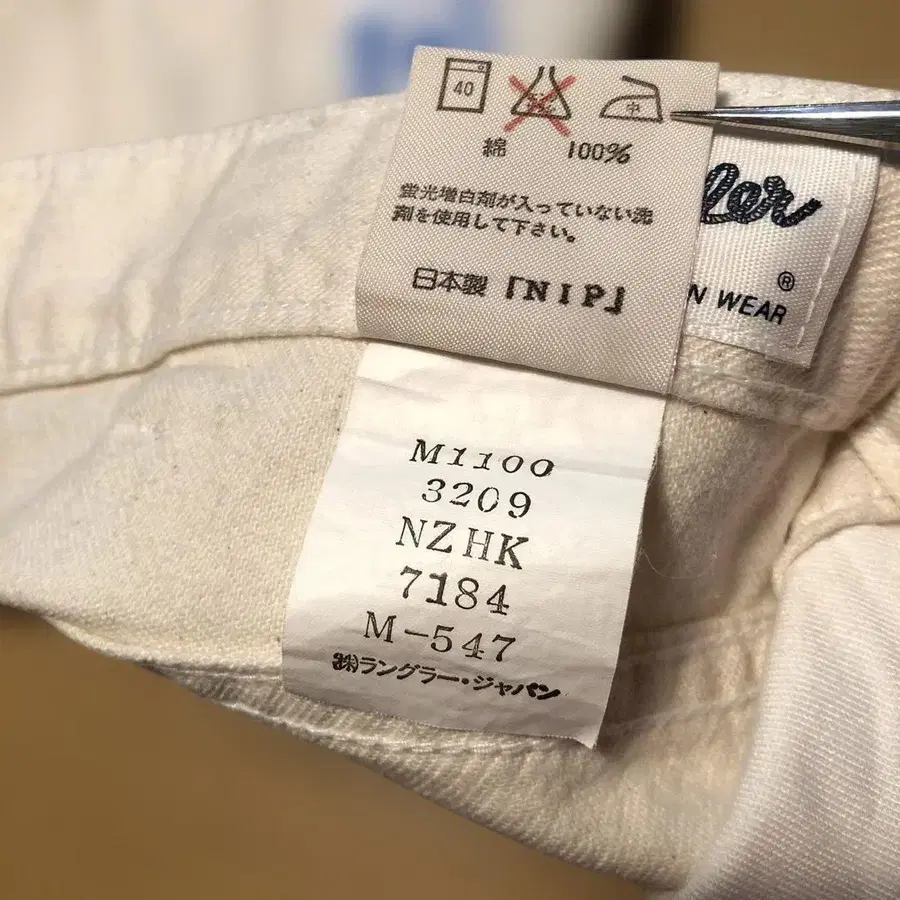 40
中
綿 100%
蛍光増白剤が入っていない洗
剤を使用して下さい。
日本製「NIP」
ler
®
N WEAR
M1100
3209
NZHK
7184
M-547
㈱ラングラー・ジャパン